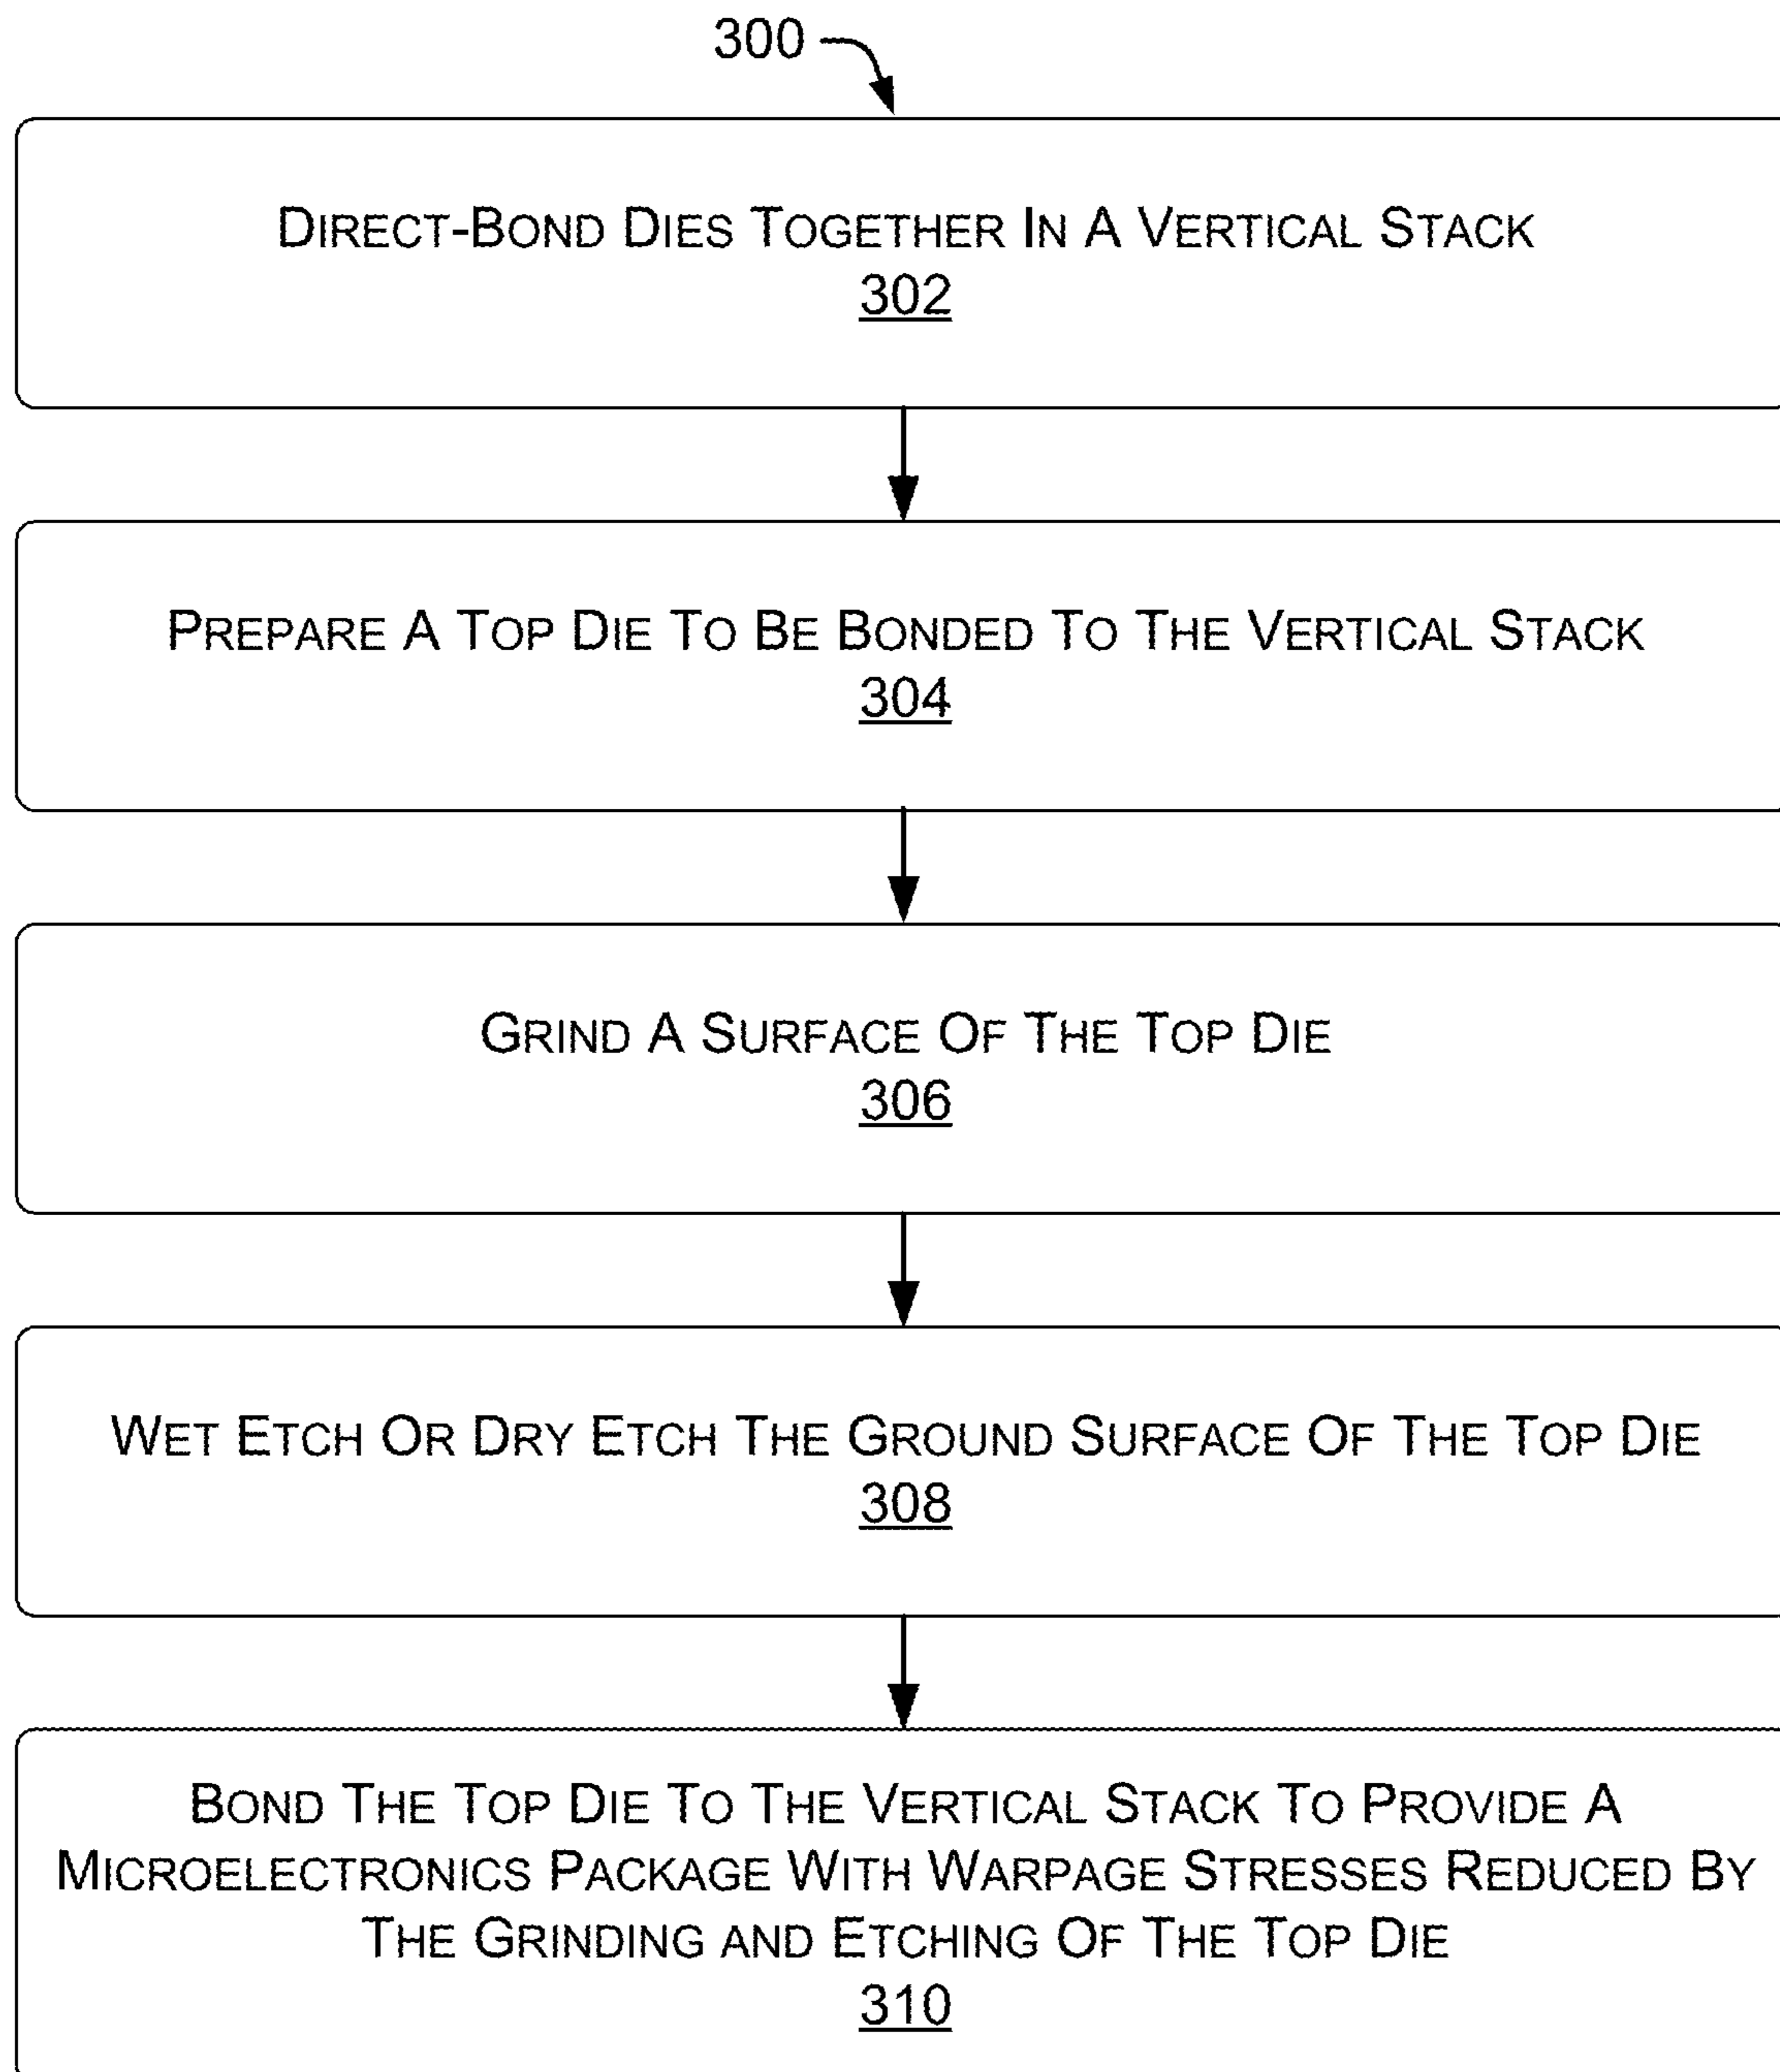 300
DIRECT-BOND DIES TOGETHER IN A VERTICAL STACK
302
PREPARE A TOP DIE TO BE BONDED TO THE VERTICAL STACK
304
GRIND A SURFACE OF THE TOP DIE
306
WET ETCH OR DRY ETCH THE GROUND SURFACE OF THE TOP DIE
308
BOND THE TOP DIE TO THE VERTICAL STACK TO PROVIDE A
MICROELECTRONICS PACKAGE WITH WARPAGE STRESSES REDUCED BY
THE GRINDING AND ETCHING OF THE TOP DIE
310